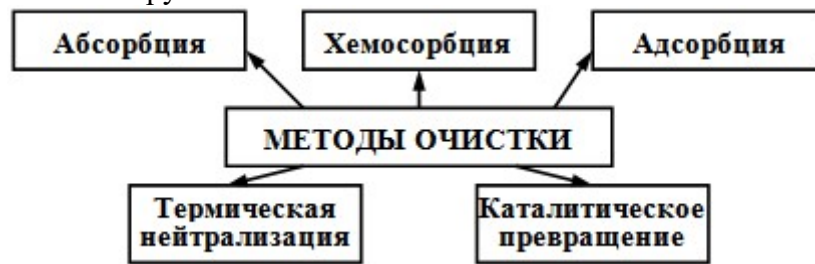 Абсорбция
Хемосорбция
Адсорбция
МЕТОДЫ ОЧИСТКИ
Термическая
нейтрализация
Каталитическое
превращение